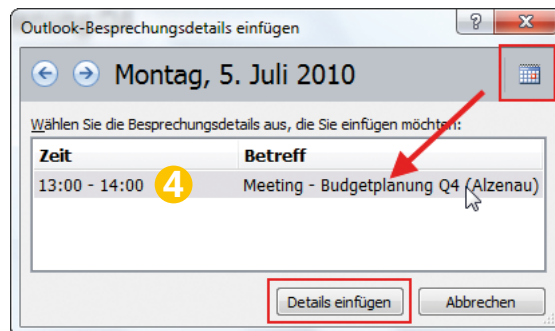 Outlook-Besprechungsdetails einfügen
Montag, 5. Juli 2010
Wählen Sie die Besprechungsdetails aus, die Sie einfügen möchten:
Zeit Betreff
13:00 - 14:00 4 Meeting - Budgetplanung Q4 (Alzenau)
Details einfügen Abbrechen